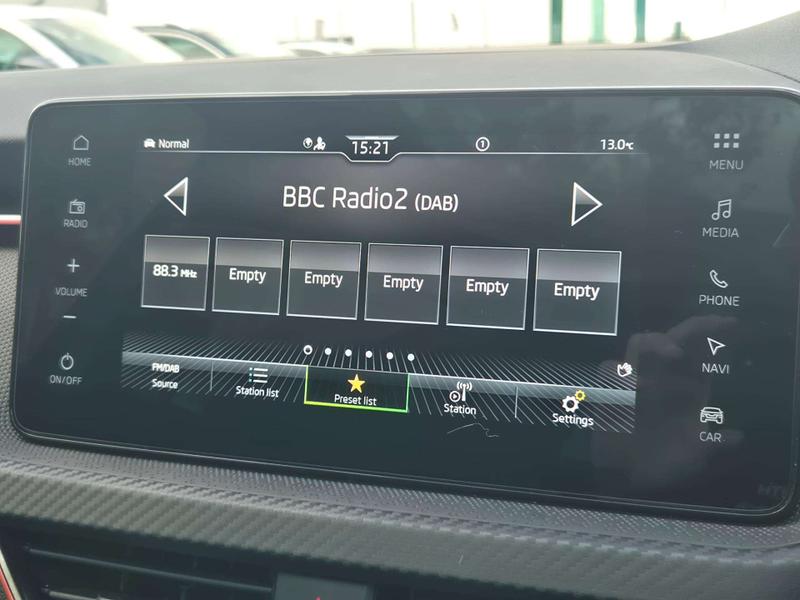 HOME
RADIO
VOLUME
ON/OFF
Normal
15:21
1
13.0°C
BBC Radio2 (DAB)
88.3 MHz
Empty
Empty
Empty
Empty
Empty
FM/DAB
Source
Station list
Preset list
Station
Settings
MENU
MEDIA
PHONE
NAVI
CAR